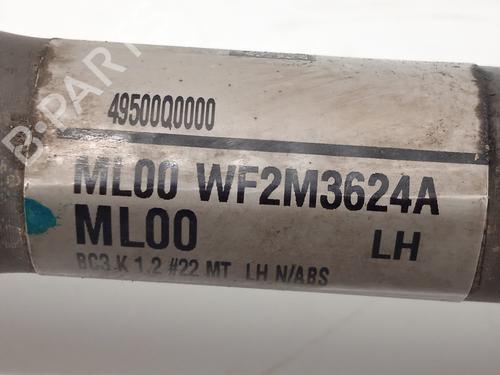 49500Q0000
ML00 WF2M3624A
ML00 LH
BC3 K 1.2 #22 MT LH N/ABS
B-PARTS